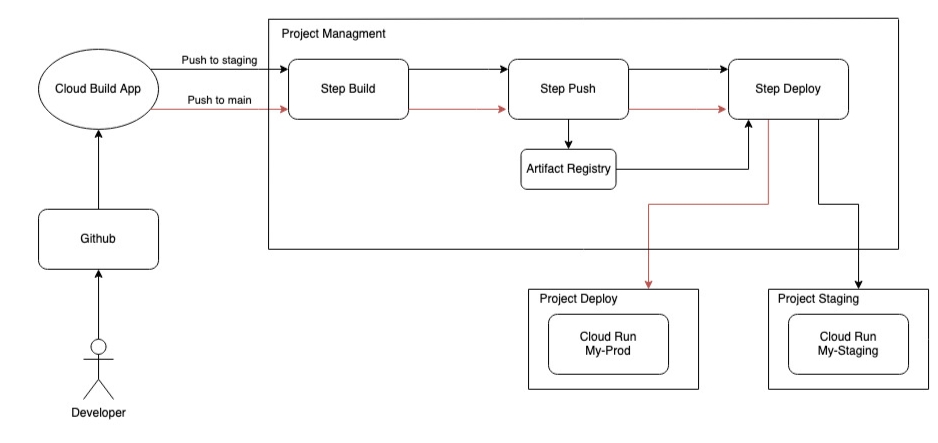 Project Managment
Push to staging
Cloud Build App
Step Build
Step Push
Step Deploy
Push to main
Artifact Registry
Github
Project Deploy
Cloud Run
My-Prod
Project Staging
Cloud Run
My-Staging
Developer